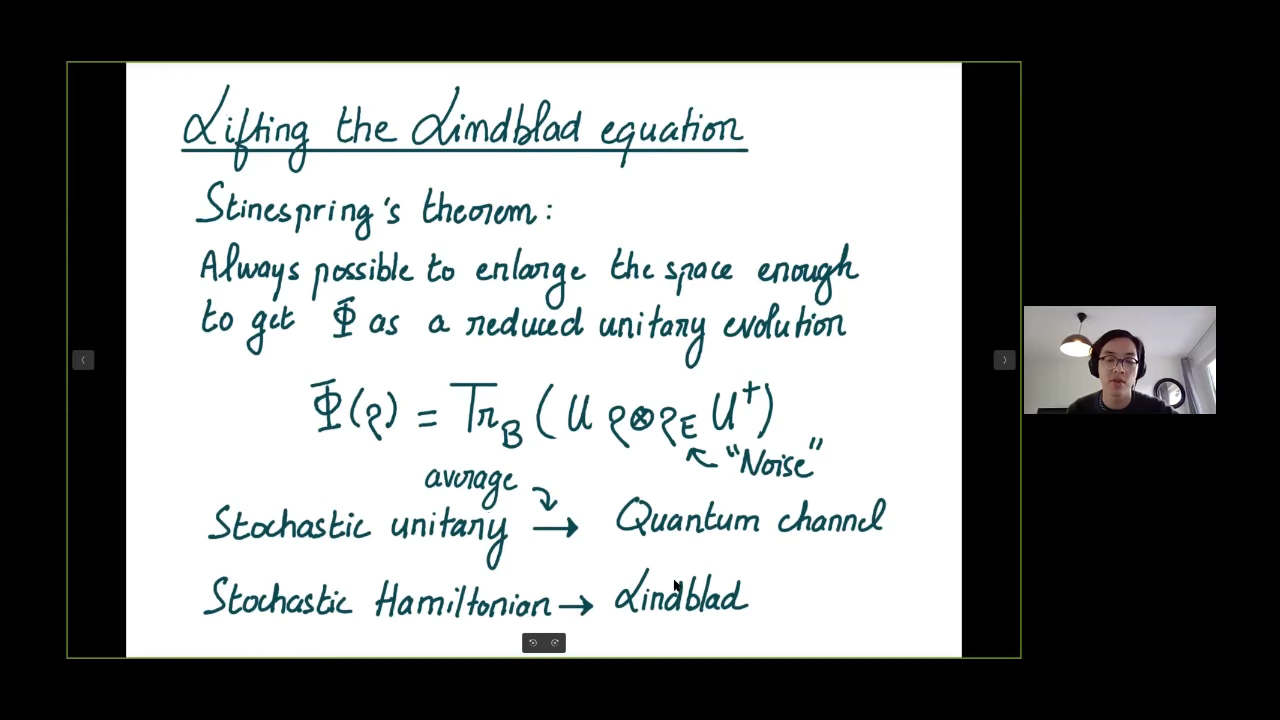 Lifting the Lindblad equation
Stinespring's theorem:
Always possible to enlarge the space enough
to get Φ as a reduced unitary evolution
Φ(ρ) = Tr_B (U ρ⊗ρ_E U†)
↖ "Noise"
average ↴
Stochastic unitary → Quantum channel
Stochastic Hamiltonian → Lindblad